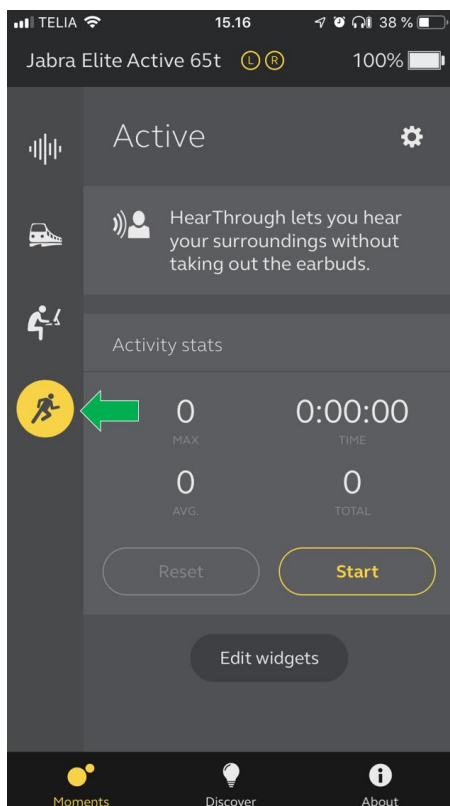 TELIA 15.16 38 %
Jabra Elite Active 65t L R 100%
Active
HearThrough lets you hear
your surroundings without
taking out the earbuds.
Activity stats
0 0:00:00
MAX TIME
0 0
AVG. TOTAL
Reset Start
Edit widgets
Moments Discover About